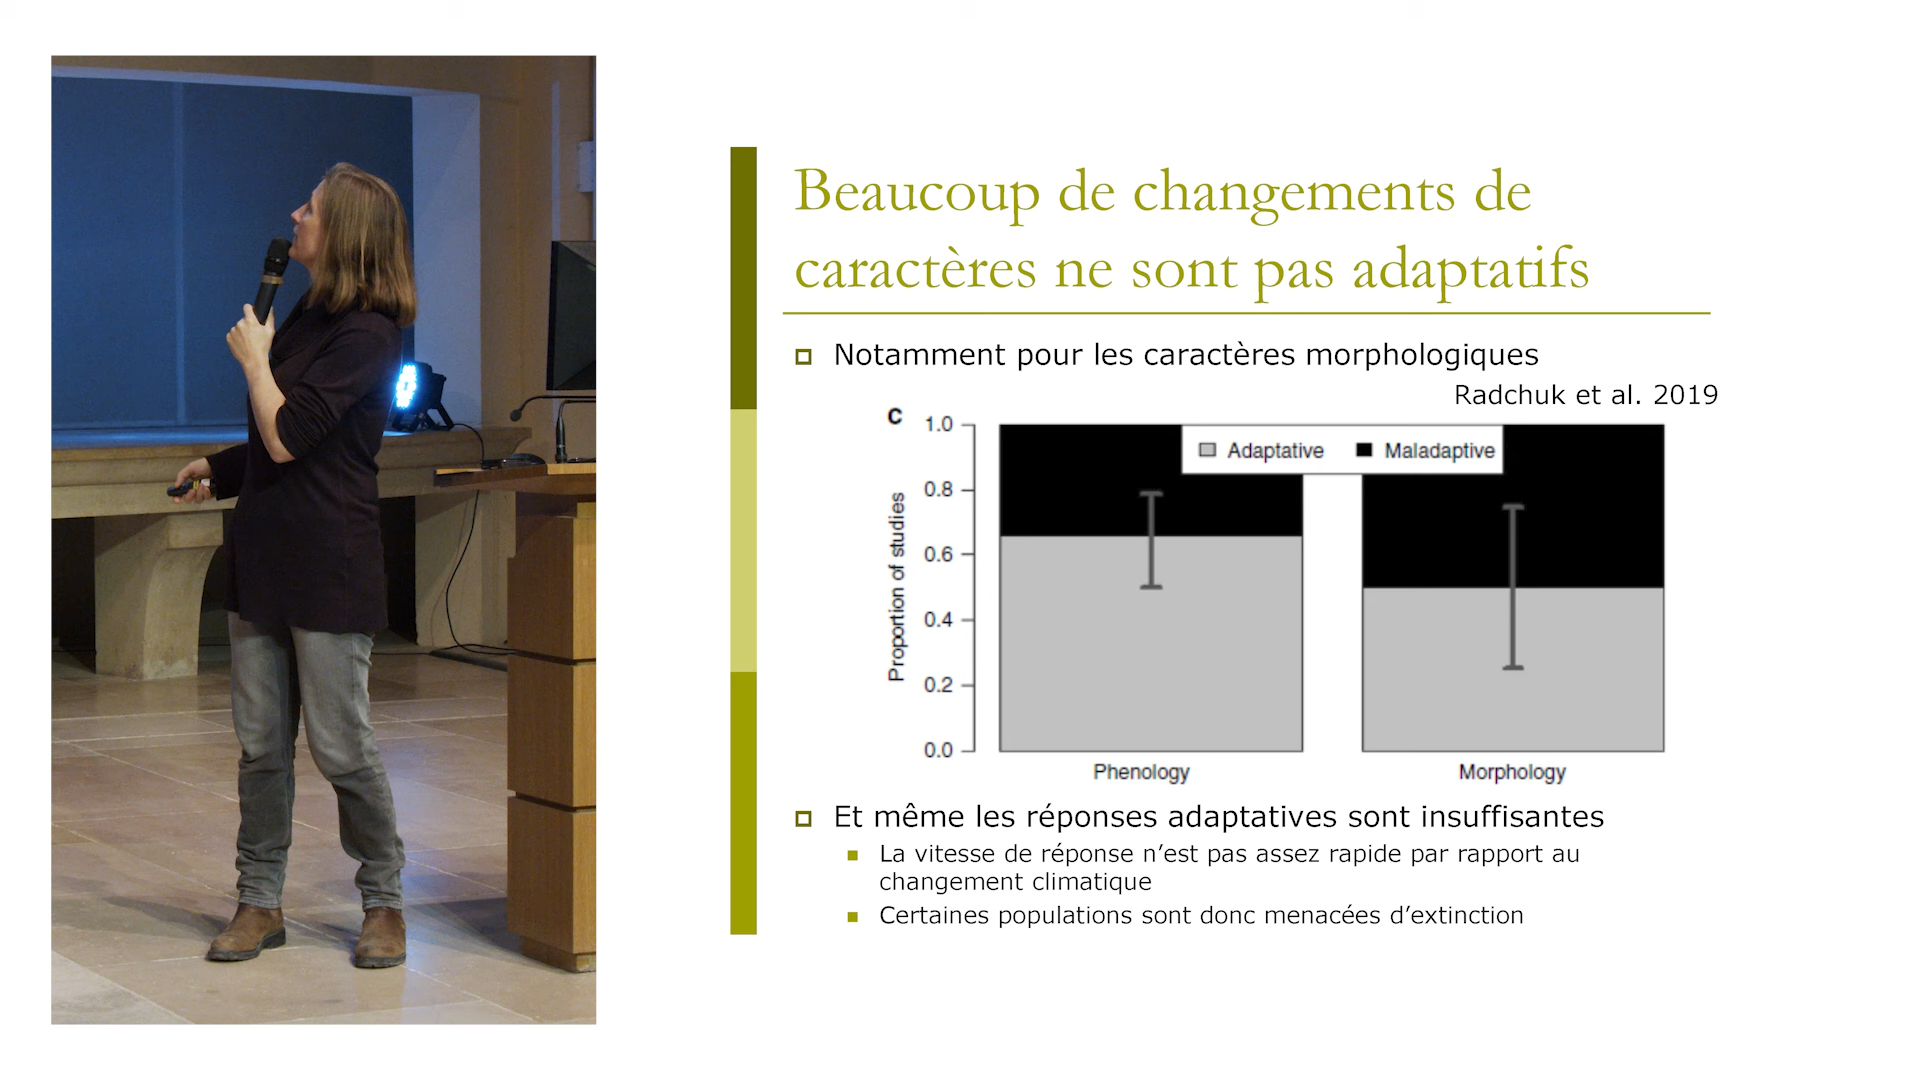 Beaucoup de changements de
caractères ne sont pas adaptatifs
Notamment pour les caractères morphologiques
Radchuk et al. 2019
C
Adaptative Maladaptive
Proportion of studies
1.0
0.8
0.6
0.4
0.2
0.0
Phenology Morphology
Et même les réponses adaptatives sont insuffisantes
La vitesse de réponse n'est pas assez rapide par rapport au
changement climatique
Certaines populations sont donc menacées d'extinction